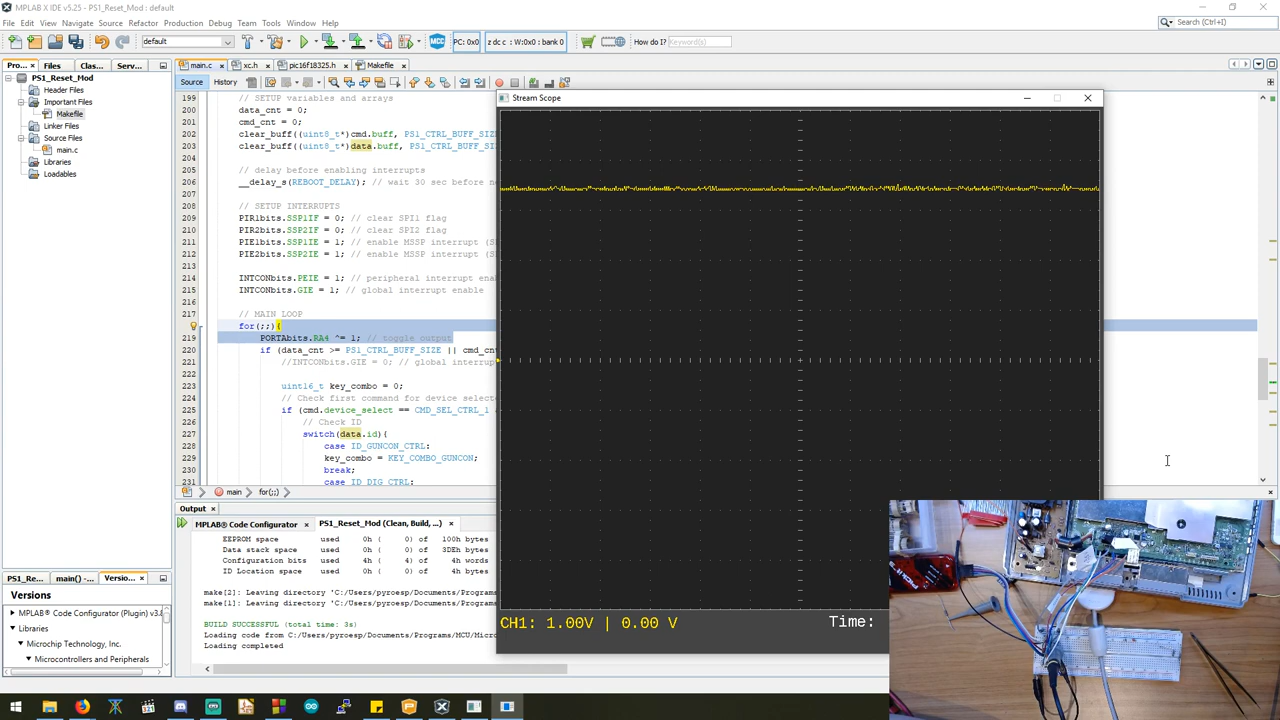 MPLAB X IDE v5.25 - PS1_Reset_Mod : default
File Edit View Navigate Source Refactor Production Debug Team Tools Window Help
Search (Ctrl+I)
default
PC: 0x0
z dc c : W:0x0 : bank 0
How do I?
Keyword(s)
Pro...
Files
Clas...
Serv...
main.c
xc.h
pic16f18325.h
Makefile
PS1_Reset_Mod
Header Files
Important Files
Makefile
Linker Files
Source Files
main.c
Libraries
Loadables
Source
History
199 // SETUP variables and arrays
200 data_cnt = 0;
201 cmd_cnt = 0;
202 clear_buff((uint8_t*)cmd.buff, PS1_CTRL_BUFF_SIZE
203 clear_buff((uint8_t*)data.buff, PS1_CTRL_BUFF_SIZ
204
205 // delay before enabling interrupts
206 __delay_s(REBOOT_DELAY); // wait 30 sec before
207
208 // SETUP INTERRUPTS
209 PIR1bits.SSP1IF = 0; // clear SPI1 flag
210 PIR2bits.SSP2IF = 0; // clear SPI2 flag
211 PIE1bits.SSP1IE = 1; // enable MSSP interrupt
212 PIE2bits.SSP2IE = 1; // enable MSSP interrupt
213
214 INTCONbits.PEIE = 1; // peripheral interrupt
215 INTCONbits.GIE = 1; // global interrupt enable
216
217 // MAIN LOOP
for(;;){
219 PORTAbits.RA4 ^= 1; // toggle output
220 if (data_cnt >= PS1_CTRL_BUFF_SIZE || cmd_cn
221 //INTCONbits.GIE = 0; // global interrup
222
223 uint16_t key_combo = 0;
224 // Check first command for device selec
225 if (cmd.device_select == CMD_SEL_CTRL_1
226 // Check ID
227 switch(data.id){
228 case ID_GUNCON_CTRL:
229 key_combo = KEY_COMBO_GUNCON;
230 break;
231 case ID_DIG_CTRL:
main
for(;;)
Stream Scope
CH1: 1.00V | 0.00 V
Time:
Output
MPLAB® Code Configurator
PS1_Reset_Mod (Clean, Build, ...)
EEPROM space used 0h ( 0) of 100h bytes
Data stack space used 0h ( 0) of 3DEh bytes
Configuration bits used 4h ( 4) of 4h words
ID Location space used 0h ( 0) of 4h bytes
make[2]: Leaving directory 'C:/Users/pyroesp/Documents/Programs
make[1]: Leaving directory 'C:/Users/pyroesp/Documents/Programs
BUILD SUCCESSFUL (total time: 3s)
Loading code from C:/Users/pyroesp/Documents/Programs/MCU/Micro
Loading completed
PS1_Re...
main() -...
Versio...
Versions
MPLAB® Code Configurator (Plugin) v3.8
Libraries
Microchip Technology, Inc.
Microcontrollers and Peripherals